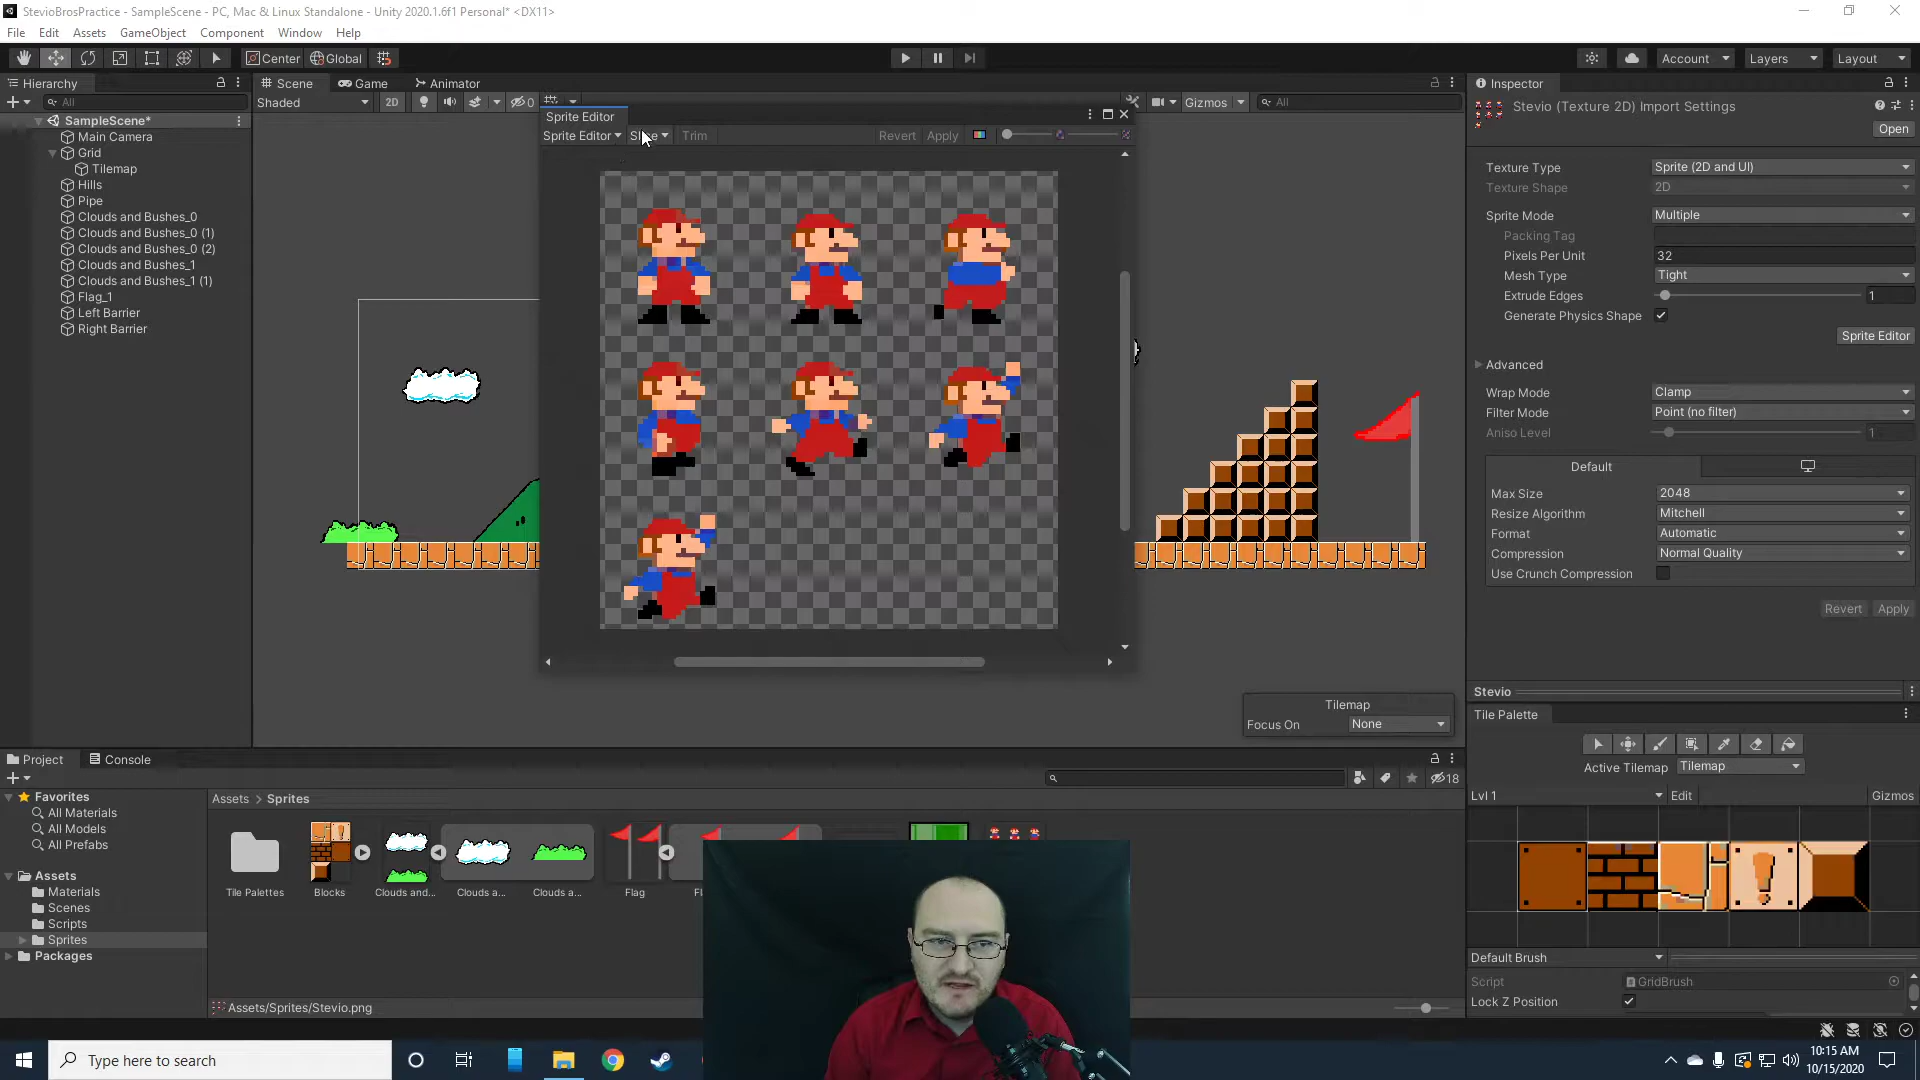 SteviоBrosPractice - SampleScene - PC, Mac & Linux Standalone - Unity 2020.1.6f1 Personal* <DX11>
File Edit Assets GameObject Component Window Help
Center Global Account Layers Layout
Hierarchy
All
SampleScene*
Main Camera
Grid
Tilemap
Hills
Pipe
Clouds and Bushes_0
Clouds and Bushes_0 (1)
Clouds and Bushes_0 (2)
Clouds and Bushes_1
Clouds and Bushes_1 (1)
Flag_1
Left Barrier
Right Barrier
Scene Game Animator
Shaded 2D 0 Gizmos All
Sprite Editor
Sprite Editor Trim Revert Apply
Tilemap
Focus On None
Inspector
Stevio (Texture 2D) Import Settings
Open
Texture Type Sprite (2D and UI)
Texture Shape 2D
Sprite Mode Multiple
Packing Tag
Pixels Per Unit 32
Mesh Type Tight
Extrude Edges 1
Generate Physics Shape
Sprite Editor
Advanced
Wrap Mode Clamp
Filter Mode Point (no filter)
Aniso Level 1
Default
Max Size 2048
Resize Algorithm Mitchell
Format Automatic
Compression Normal Quality
Use Crunch Compression
Revert Apply
Stevio
Tile Palette
Active Tilemap Tilemap
Lvl 1 Edit Gizmos
Default Brush
Script GridBrush
Lock Z Position
Project Console
18
Favorites
All Materials
All Models
All Prefabs
Assets
Materials
Scenes
Scripts
Sprites
Packages
Assets > Sprites
Tile Palettes Blocks Clouds and... Clouds a... Clouds a... Flag
Assets/Sprites/Stevio.png
Type here to search
10:15 AM
10/15/2020